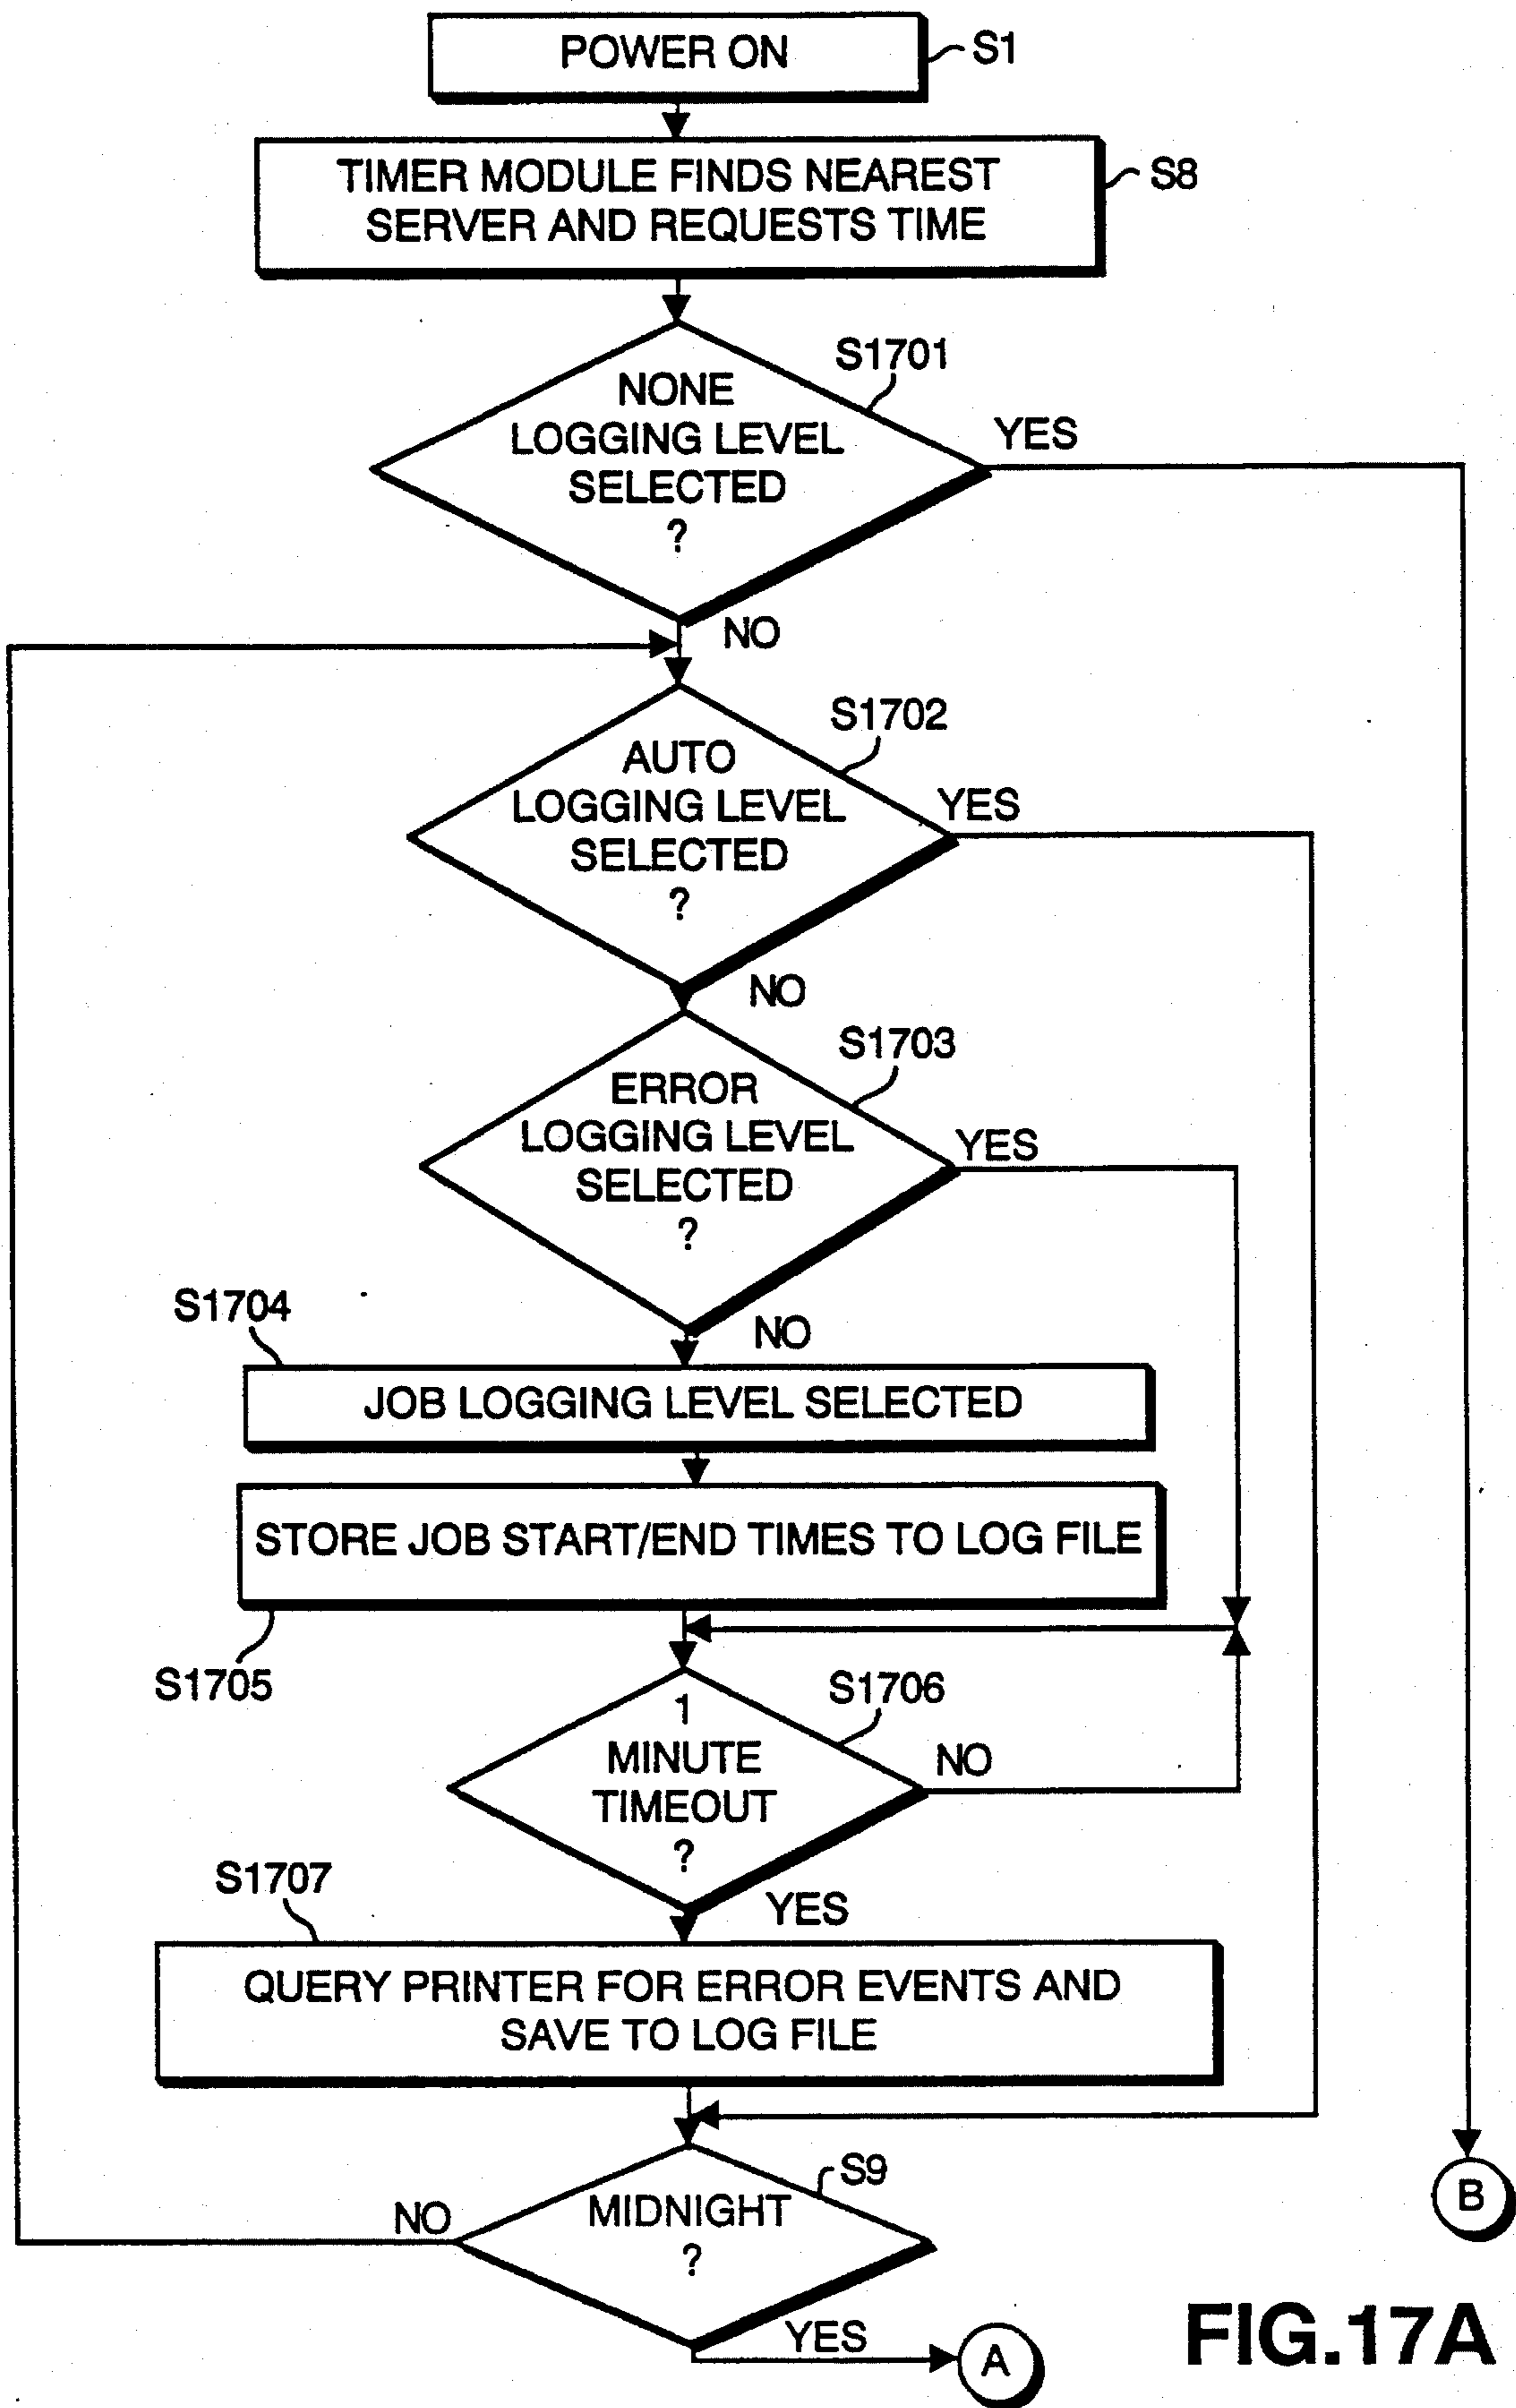 POWER ON
S1
TIMER MODULE FINDS NEAREST
SERVER AND REQUESTS TIME
S8
S1701
NONE
LOGGING LEVEL
SELECTED
?
YES
NO
S1702
AUTO
LOGGING LEVEL
SELECTED
?
YES
NO
S1703
ERROR
LOGGING LEVEL
SELECTED
?
YES
NO
S1704
JOB LOGGING LEVEL SELECTED
STORE JOB START/END TIMES TO LOG FILE
S1705
S1706
1
MINUTE
TIMEOUT
?
NO
YES
S1707
QUERY PRINTER FOR ERROR EVENTS AND
SAVE TO LOG FILE
S9
MIDNIGHT
?
NO
YES
A
B
FIG.17A